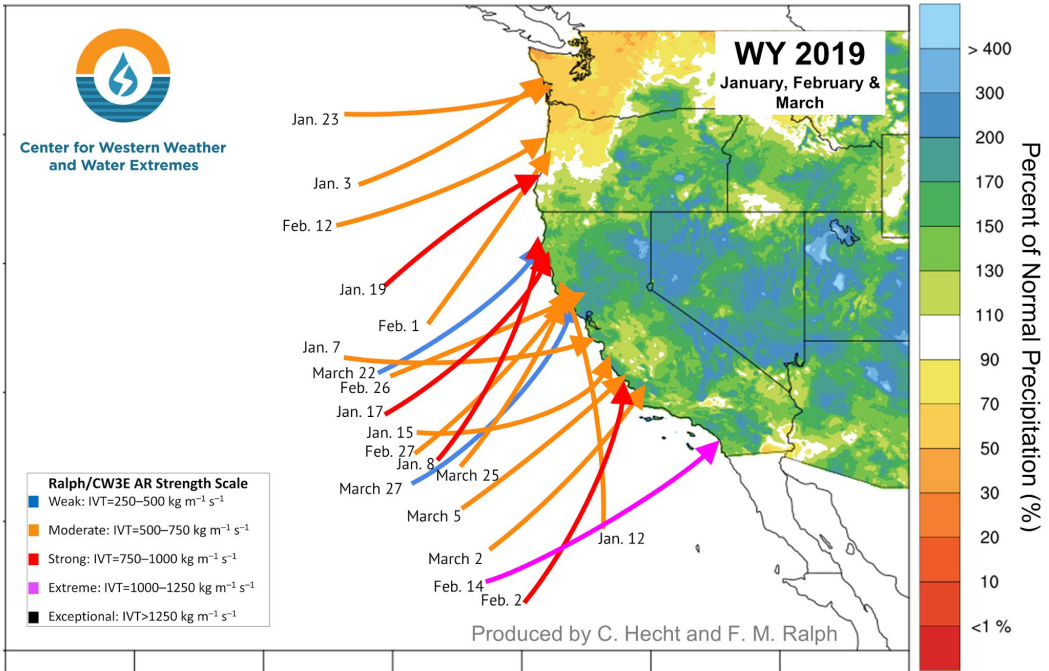 WY 2019
January, February &
March
Center for Western Weather
and Water Extremes
Jan. 23
Jan. 3
Feb. 12
Jan. 19
Feb. 1
Jan. 7
March 22
Feb. 26
Jan. 17
Jan. 15
Feb. 27
Jan. 8
March 25
March 27
March 5
Jan. 12
March 2
Feb. 14
Feb. 2
Ralph/CW3E AR Strength Scale
Weak: IVT=250–500 kg m⁻¹ s⁻¹
Moderate: IVT=500–750 kg m⁻¹ s⁻¹
Strong: IVT=750–1000 kg m⁻¹ s⁻¹
Extreme: IVT=1000–1250 kg m⁻¹ s⁻¹
Exceptional: IVT>1250 kg m⁻¹ s⁻¹
Produced by C. Hecht and F. M. Ralph
> 400
300
200
170
150
130
110
90
70
50
30
20
10
<1 %
Percent of Normal Precipitation (%)